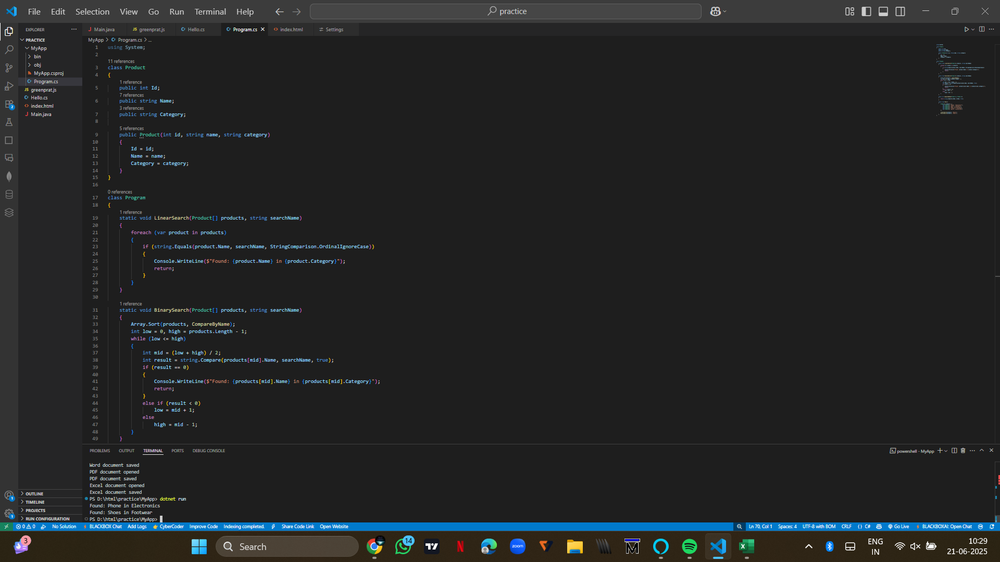 File Edit Selection View Go Run Terminal Help
practice
EXPLORER
PRACTICE
MyApp
bin
obj
MyApp.csproj
Program.cs
greenprat.js
Hello.cs
index.html
Main.java
OUTLINE
TIMELINE
PROJECTS
RUN CONFIGURATION
Main.java greenprat.js Hello.cs Program.cs index.html Settings
MyApp > Program.cs > ...
1 using System;
2
11 references
3 class Product
4 {
1 reference
5 public int Id;
7 references
6 public string Name;
3 references
7 public string Category;
8
5 references
9 public Product(int id, string name, string category)
10 {
11 Id = id;
12 Name = name;
13 Category = category;
14 }
15 }
16
0 references
17 class Program
18 {
1 reference
19 static void LinearSearch(Product[] products, string searchName)
20 {
21 foreach (var product in products)
22 {
23 if (string.Equals(product.Name, searchName, StringComparison.OrdinalIgnoreCase))
24 {
25 Console.WriteLine($"Found: {product.Name} in {product.Category}");
26 return;
27 }
28 }
29 }
30
1 reference
31 static void BinarySearch(Product[] products, string searchName)
32 {
33 Array.Sort(products, CompareByName);
34 int low = 0, high = products.Length - 1;
35 while (low <= high)
36 {
37 int mid = (low + high) / 2;
38 int result = string.Compare(products[mid].Name, searchName, true);
39 if (result == 0)
40 {
41 Console.WriteLine($"Found: {products[mid].Name} in {products[mid].Category}");
42 return;
43 }
44 else if (result < 0)
45 low = mid + 1;
46 else
47 high = mid - 1;
48 }
49 }
PROBLEMS OUTPUT TERMINAL PORTS DEBUG CONSOLE
powershell - MyApp
Word document saved
PDF document opened
PDF document saved
Excel document opened
Excel document saved
PS D:\html\practice\MyApp> dotnet run
Found: Phone in Electronics
Found: Shoes in Footwear
PS D:\html\practice\MyApp>
0 0 No Solution BLACKBOX Chat Add Logs CyberCoder Improve Code Indexing completed. Share Code Link Open Website
Ln 70, Col 1 Spaces: 4 UTF-8 with BOM CRLF {} C# Go Live BLACKBOXAI: Open Chat
3
Search
14
zoom
ENG
IN
10:29
21-06-2025